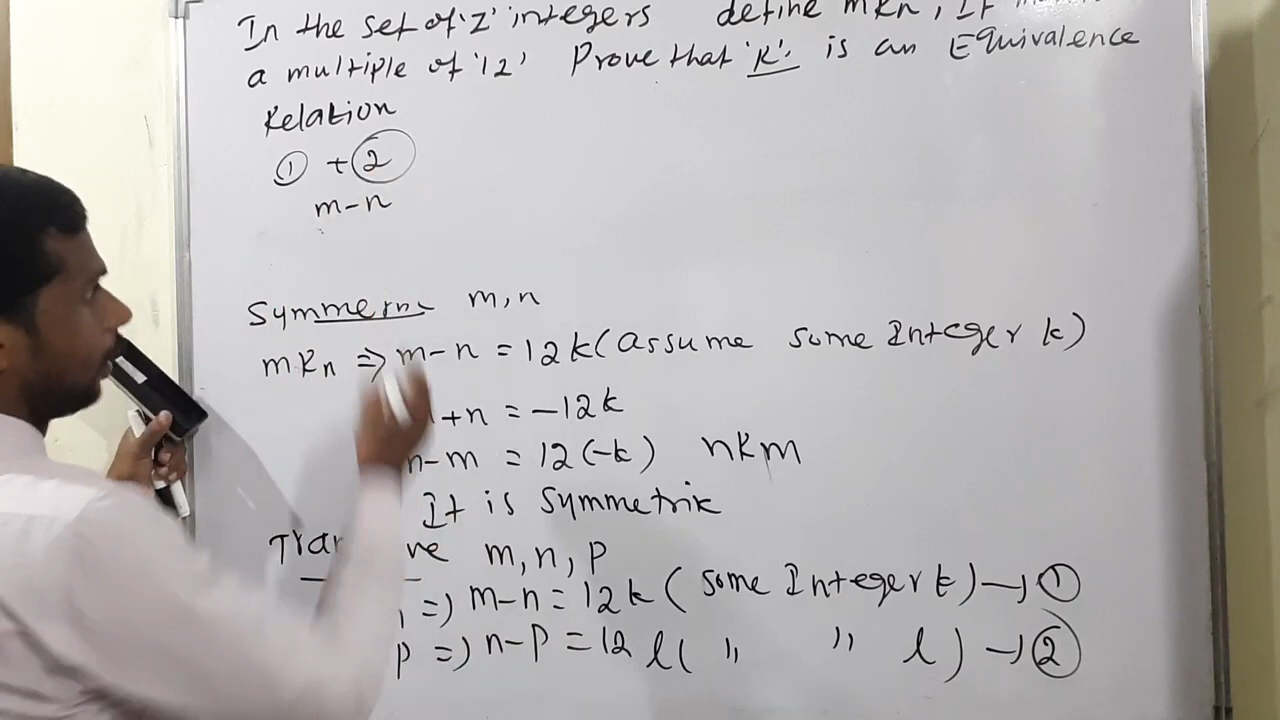 In the set of 'Z' integers define mRn, If
a multiple of '12' Prove that 'R' is an Equivalence
Relation
① + ②
m-n
Symmetric m, n
mRn => m-n = 12k (Assume some Integer k)
+n = -12k
n-m = 12(-k) nRm
It is Symmetrik
m, n, P
=> m-n = 12k ( some Integer k) → ①
P => n-P = 12 l ( " " l ) → ②